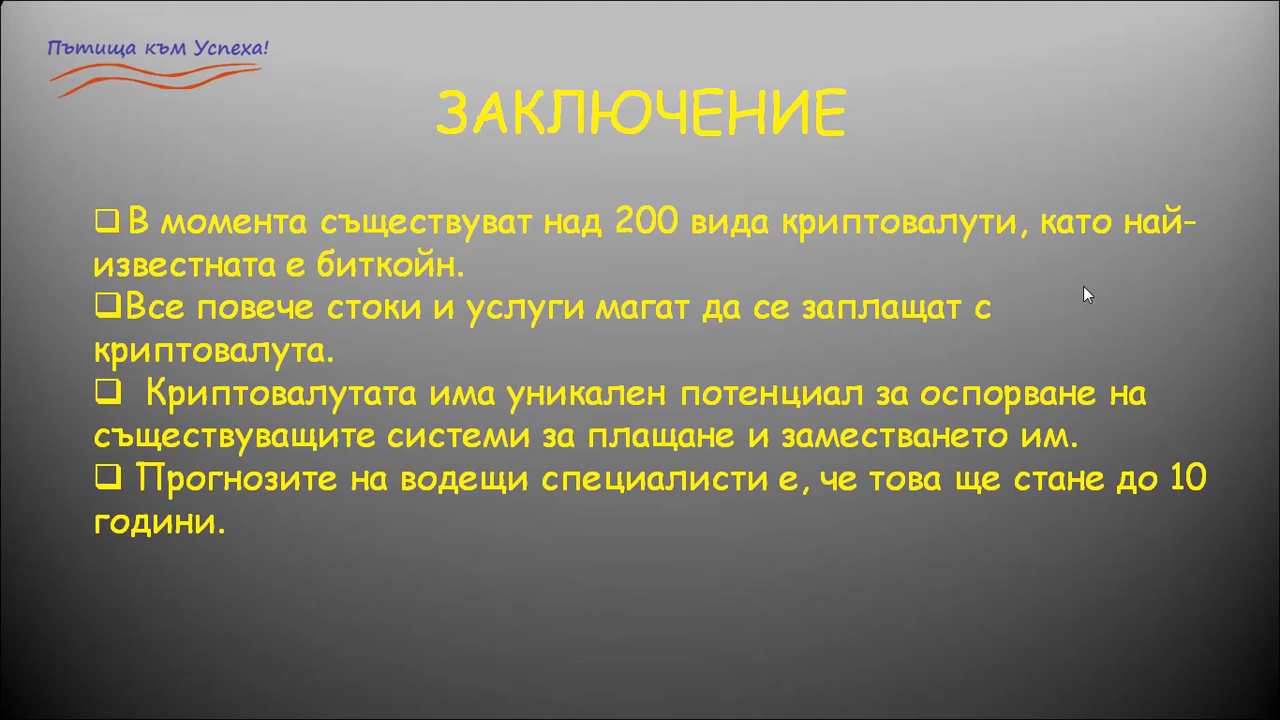 Пътища към Успеха!
ЗАКЛЮЧЕНИЕ
❑ В момента съществуват над 200 вида криптовалути, като най-
известната е биткойн.
❑Все повече стоки и услуги магат да се заплащат с
криптовалута.
❑ Криптовалутата има уникален потенциал за оспорване на
съществуващите системи за плащане и заместването им.
❑ Прогнозите на водещи специалисти е, че това ще стане до 10
години.